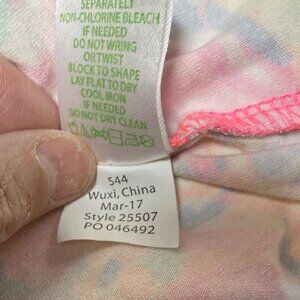 SEPARATELY
NON-CHLORINE BLEACH
IF NEEDED
DO NOT WRING
OR TWIST
BLOCK TO SHAPE
LAY FLAT TO DRY
COOL IRON
IF NEEDED
DO NOT DRY CLEAN
544
Wuxi, China
Mar-17
Style 25507
PO 046492